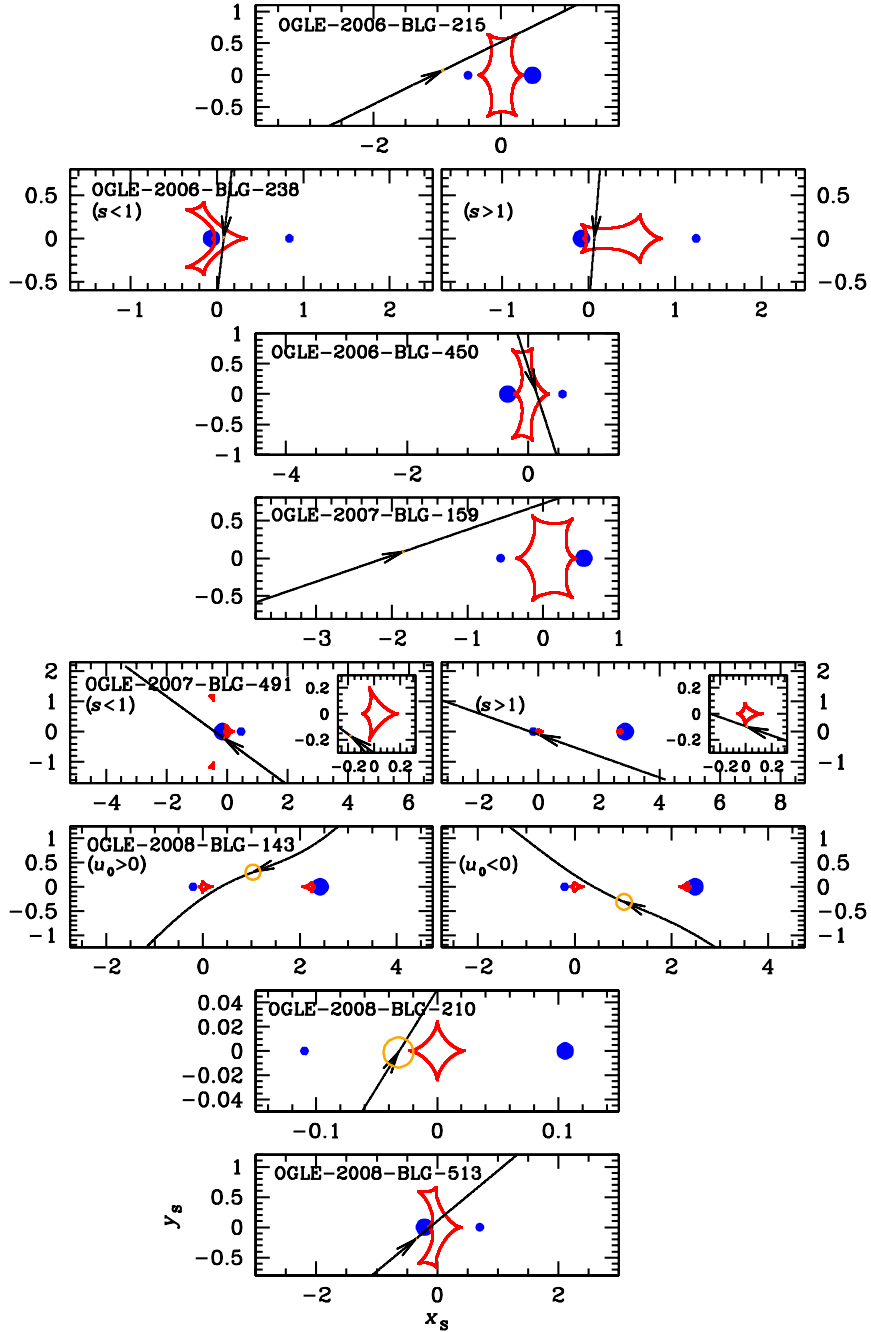 OGLE-2006-BLG-215
1
0.5
0
-0.5
-2 0
OGLE-2006-BLG-238
(s<1)
(s>1)
0.5 0.5
0 0
-0.5 -0.5
-1 0 1 2 -1 0 1 2
OGLE-2006-BLG-450
1
0.5
0
-0.5
-1
-4 -2 0
OGLE-2007-BLG-159
0.5
0
-0.5
-3 -2 -1 0 1
OGLE-2007-BLG-491
(s<1)
(s>1)
2 2
1 1
0 0
-1 -1
0.2 0.2
0 0
-0.2 -0.2
-0.2 0 0.2 -0.2 0 0.2
-4 -2 0 2 4 6 -2 0 2 4 6 8
OGLE-2008-BLG-143
(u0>0)
(u0<0)
1 1
0.5 0.5
0 0
-0.5 -0.5
-1 -1
-2 0 2 4 -2 0 2 4
OGLE-2008-BLG-210
0.04
0.02
0
-0.02
-0.04
-0.1 0 0.1
OGLE-2008-BLG-513
1
0.5
0
-0.5
ys
-2 0 2
xs